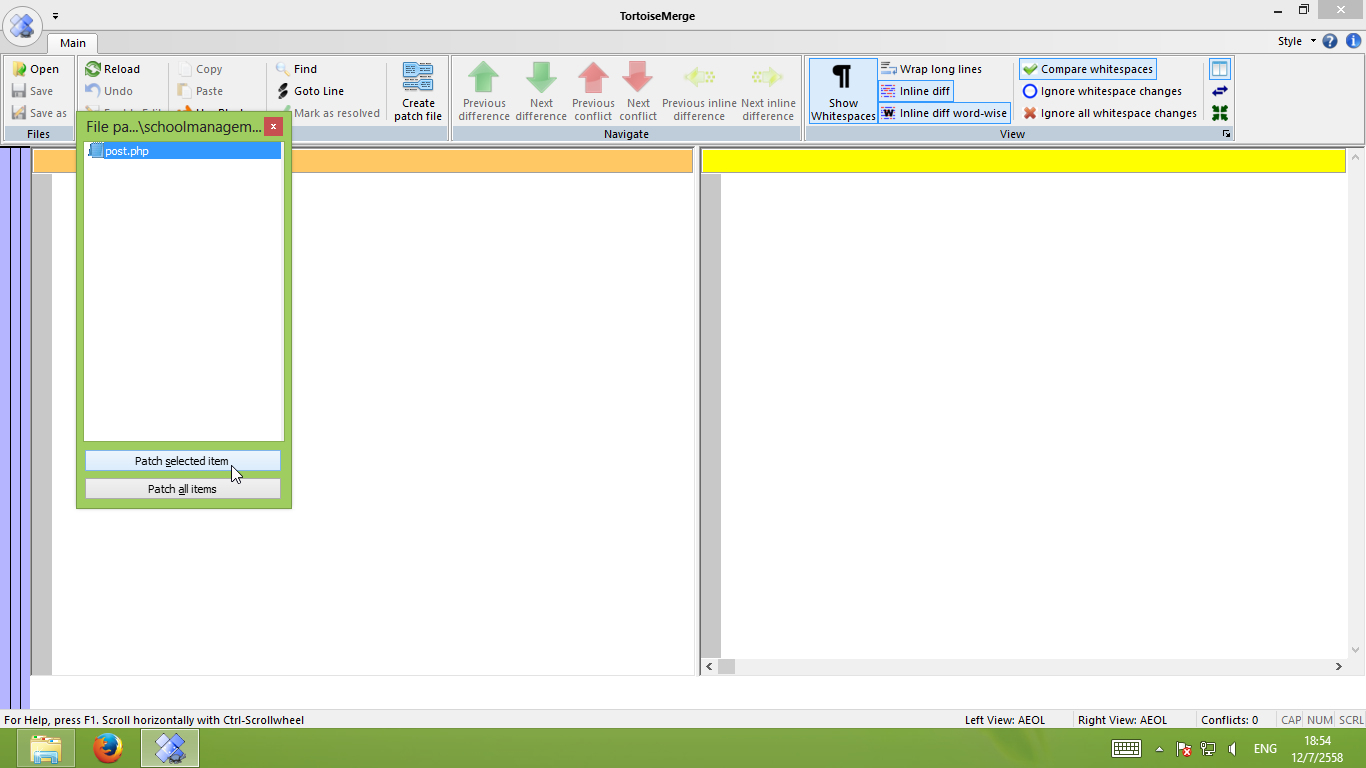 TortoiseMerge
Main
Style
Open
Save
Save as
Files
Reload
Undo
Copy
Paste
Find
Goto Line
Mark as resolved
Create
patch file
Previous
difference
Next
difference
Previous
conflict
Next
conflict
Previous inline
difference
Next inline
difference
Navigate
Show
Whitespaces
Wrap long lines
Inline diff
Inline diff word-wise
Compare whitespaces
Ignore whitespace changes
Ignore all whitespace changes
View
File pa...\schoolmanagem...
post.php
Patch selected item
Patch all items
For Help, press F1. Scroll horizontally with Ctrl-Scrollwheel
Left View: AEOL
Right View: AEOL
Conflicts: 0
CAP NUM SCRL
ENG
18:54
12/7/2558